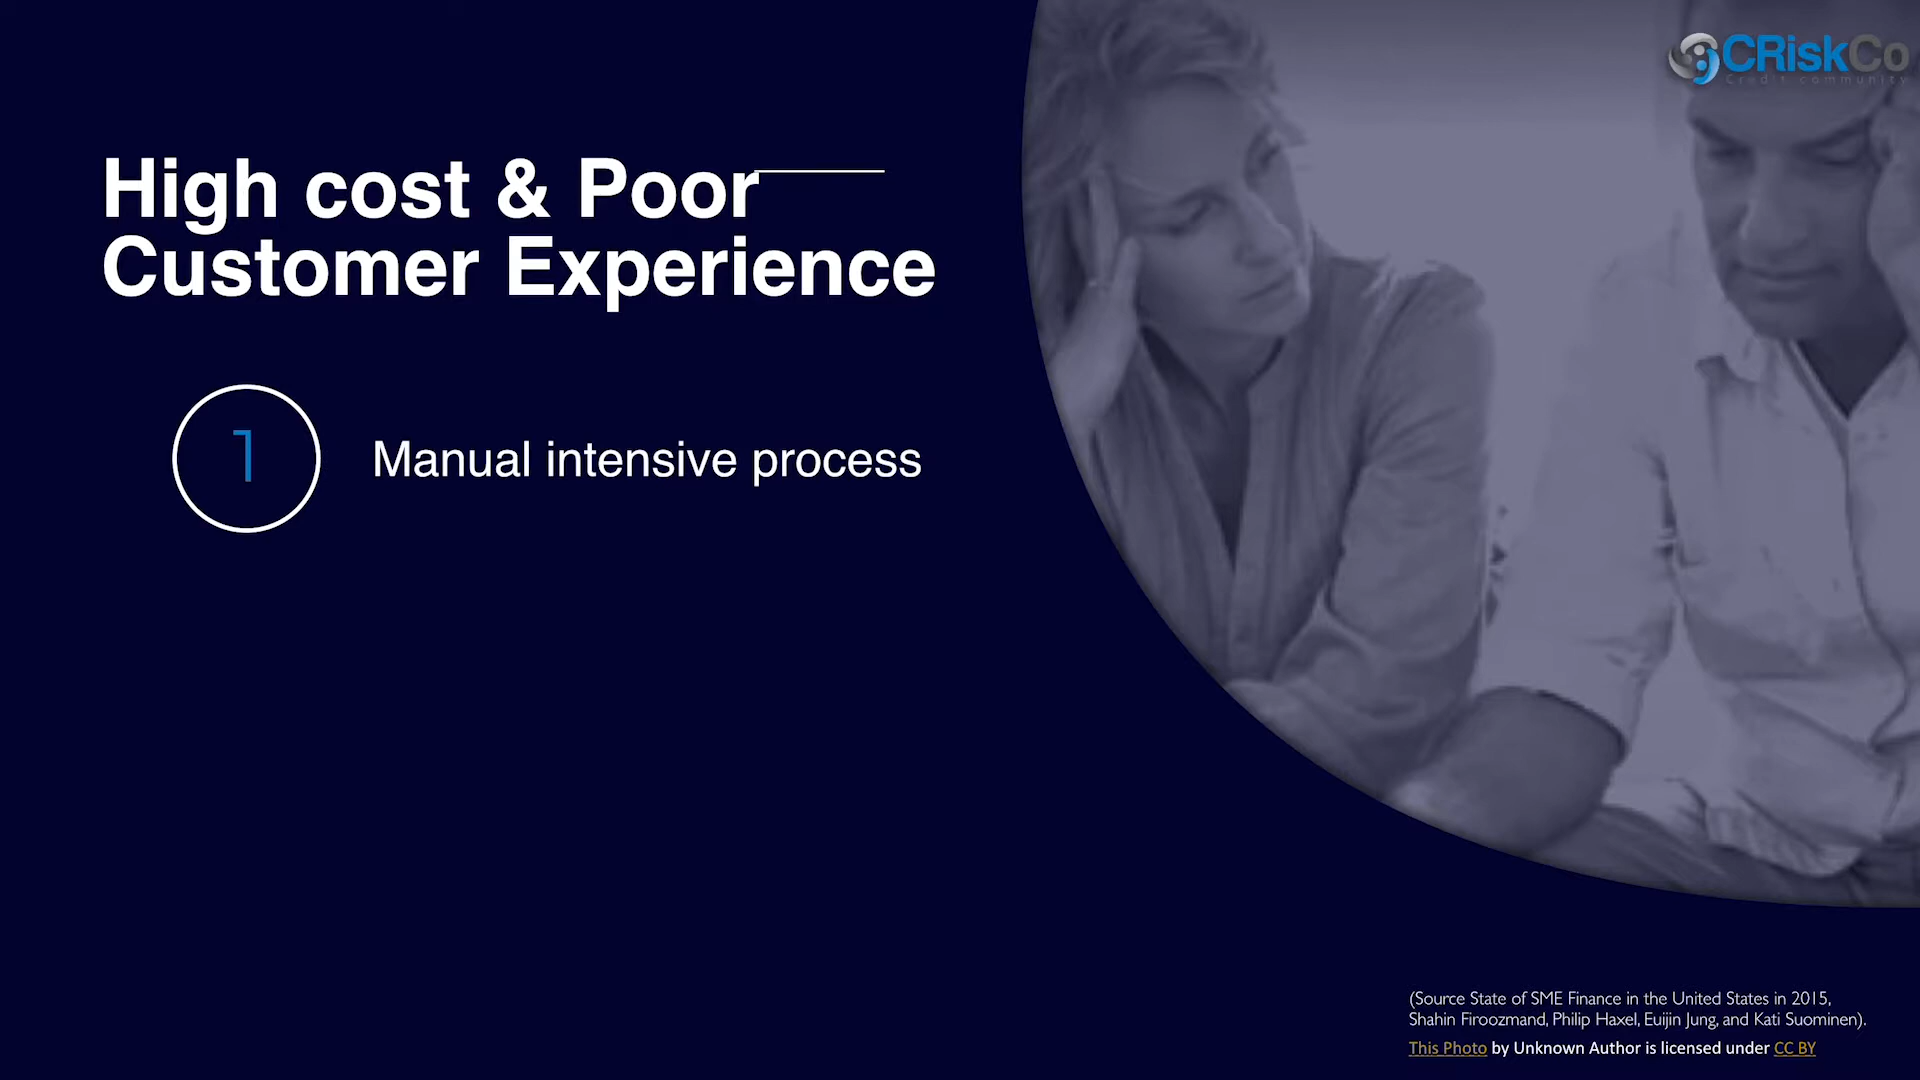 CRiskCo
Credit community
High cost & Poor
Customer Experience
1
Manual intensive process
(Source State of SME Finance in the United States in 2015,
Shahin Firoozmand, Philip Haxel, Euijin Jung, and Kati Suominen).
This Photo by Unknown Author is licensed under CC BY